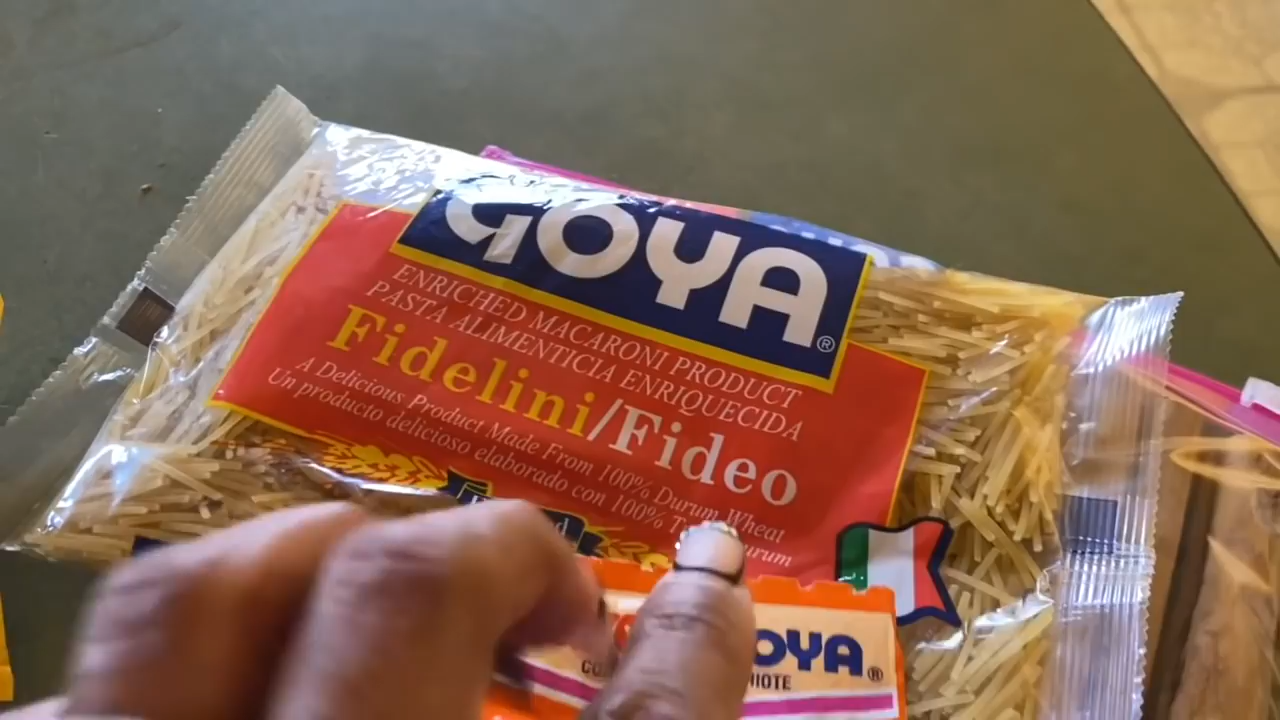 GOYA®
ENRICHED MACARONI PRODUCT
PASTA ALIMENTICIA ENRIQUECIDA
Fidelini/Fideo
A Delicious Product Made From 100% Durum Wheat
Un producto delicioso elaborado con 100%
OYA®